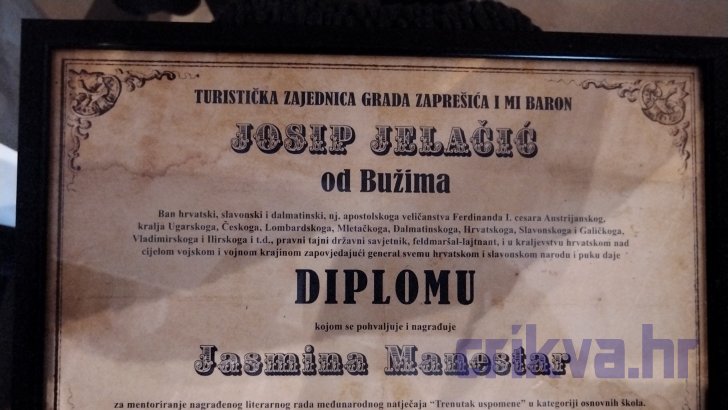 TURISTIČKA ZAJEDNICA GRADA ZAPREŠIĆA I MI BARON
JOSIP JELAČIĆ
od Bužima
Ban hrvatski, slavonski i dalmatinski, nj. apostolskoga veličanstva Ferdinanda I. cesara Austrijanskog,
kralja Ugarskoga, Českoga, Lombardskoga, Mletačkoga, Dalmatinskoga, Hrvatskoga, Slavonskoga i Galičkoga,
Vladimirskoga i Ilirskoga i t.d., pravni tajni državni savjetnik, feldmaršal-lajtnant, i u kraljevstvu hrvatskom nad
cijelom vojskom i vojnom krajinom zapovjedajući general svemu hrvatskom i slavonskom narodu i puku daje
DIPLOMU
kojom se pohvaljuje i nagrađuje
Jasmina Manestar
crikva.hr
za mentoriranje nagrađenog literarnog rada međunarodnog natječaja “Trenutak uspomene” u kategoriji osnovnih škola.